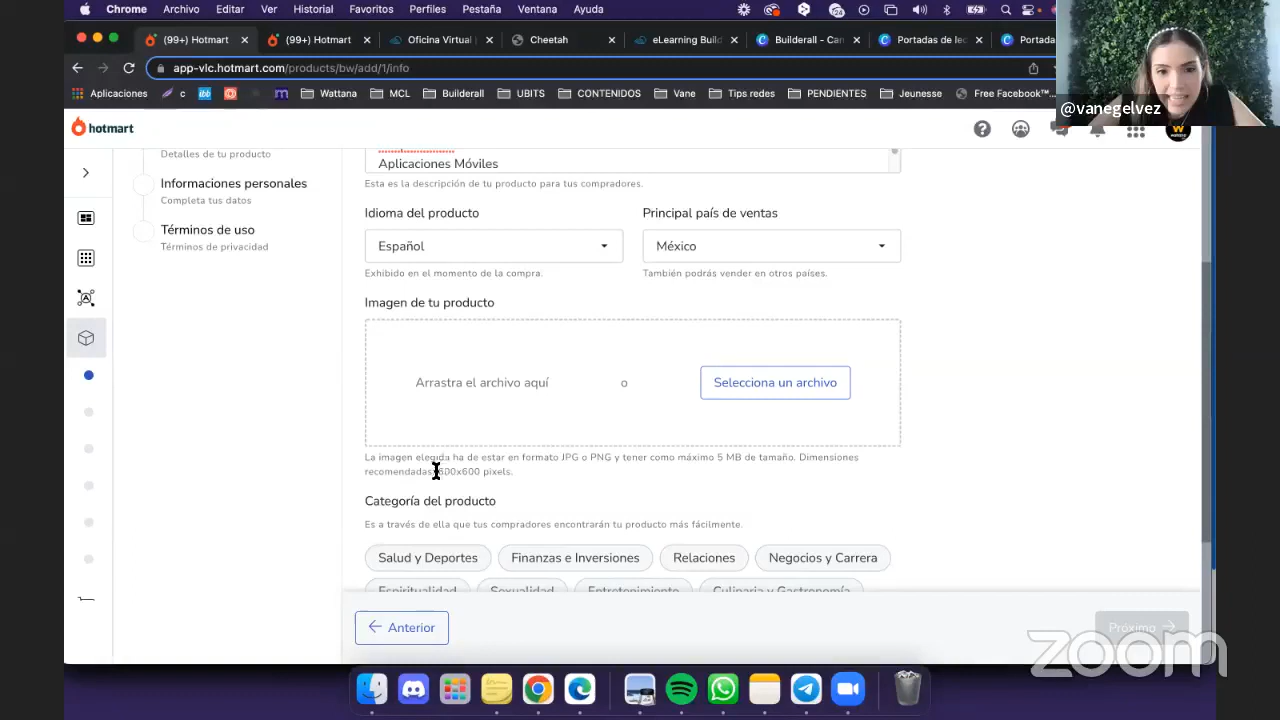 Chrome Archivo Editar Ver Historial Favoritos Perfiles Pestaña Ventana Ayuda
(99+) Hotmart (99+) Hotmart Oficina Virtual Cheetah eLearning Buil Builderall - Can Portadas de lec Portada
app-vlc.hotmart.com/products/bw/add/1/info
Aplicaciones c ibb Wattana MCL Builderall UBITS CONTENIDOS Vane Tips redes PENDIENTES Jeunesse Free Facebook™...
@vanegelvez
hotmart
Detalles de tu producto
Informaciones personales
Completa tus datos
Términos de uso
Términos de privacidad
Aplicaciones Móviles
Esta es la descripción de tu producto para tus compradores.
Idioma del producto Principal país de ventas
Español México
Exhibido en el momento de la compra. También podrás vender en otros países.
Imagen de tu producto
Arrastra el archivo aquí o Selecciona un archivo
La imagen elegida ha de estar en formato JPG o PNG y tener como máximo 5 MB de tamaño. Dimensiones
recomendadas: 600x600 pixels.
Categoría del producto
Es a través de ella que tus compradores encontrarán tu producto más fácilmente.
Salud y Deportes Finanzas e Inversiones Relaciones Negocios y Carrera
Espiritualidad Sexualidad Entretenimiento Culinaria y Gastronomía
Anterior Próximo
zoom